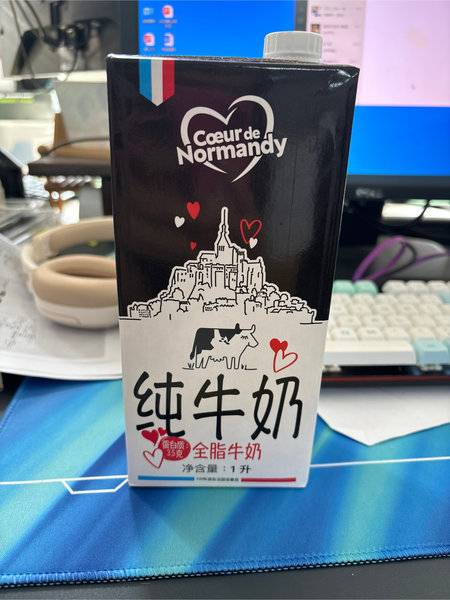 Cœur de
Normandy
纯牛奶
蛋白质:
3.5克
全脂牛奶
净含量：1升